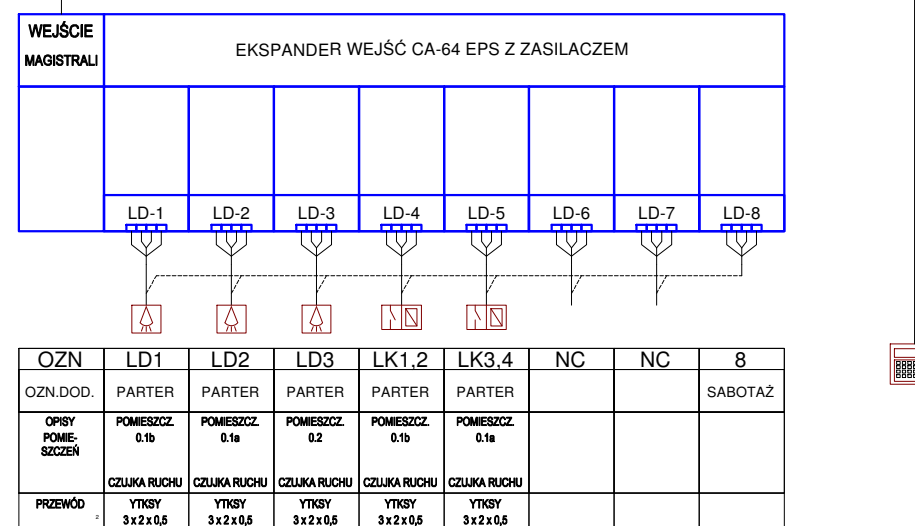 WEJŚCIE
MAGISTRALI
EKSPANDER WEJŚĆ CA-64 EPS Z ZASILACZEM
LD-1 LD-2 LD-3 LD-4 LD-5 LD-6 LD-7 LD-8
OZN LD1 LD2 LD3 LK1,2 LK3,4 NC NC 8
OZN.DOD. PARTER PARTER PARTER PARTER PARTER SABOTAŻ
OPISY POMIESZCZ. POMIESZCZ. POMIESZCZ. POMIESZCZ. POMIESZCZ.
POMIE- 0.1b 0.1a 0.2 0.1b 0.1a
SZCZEŃ
CZUJKA RUCHU CZUJKA RUCHU CZUJKA RUCHU CZUJKA RUCHU CZUJKA RUCHU
PRZEWÓD YTKSY YTKSY YTKSY YTKSY YTKSY
2 3 x 2 x 0,5 3 x 2 x 0,5 3 x 2 x 0,5 3 x 2 x 0,5 3 x 2 x 0,5